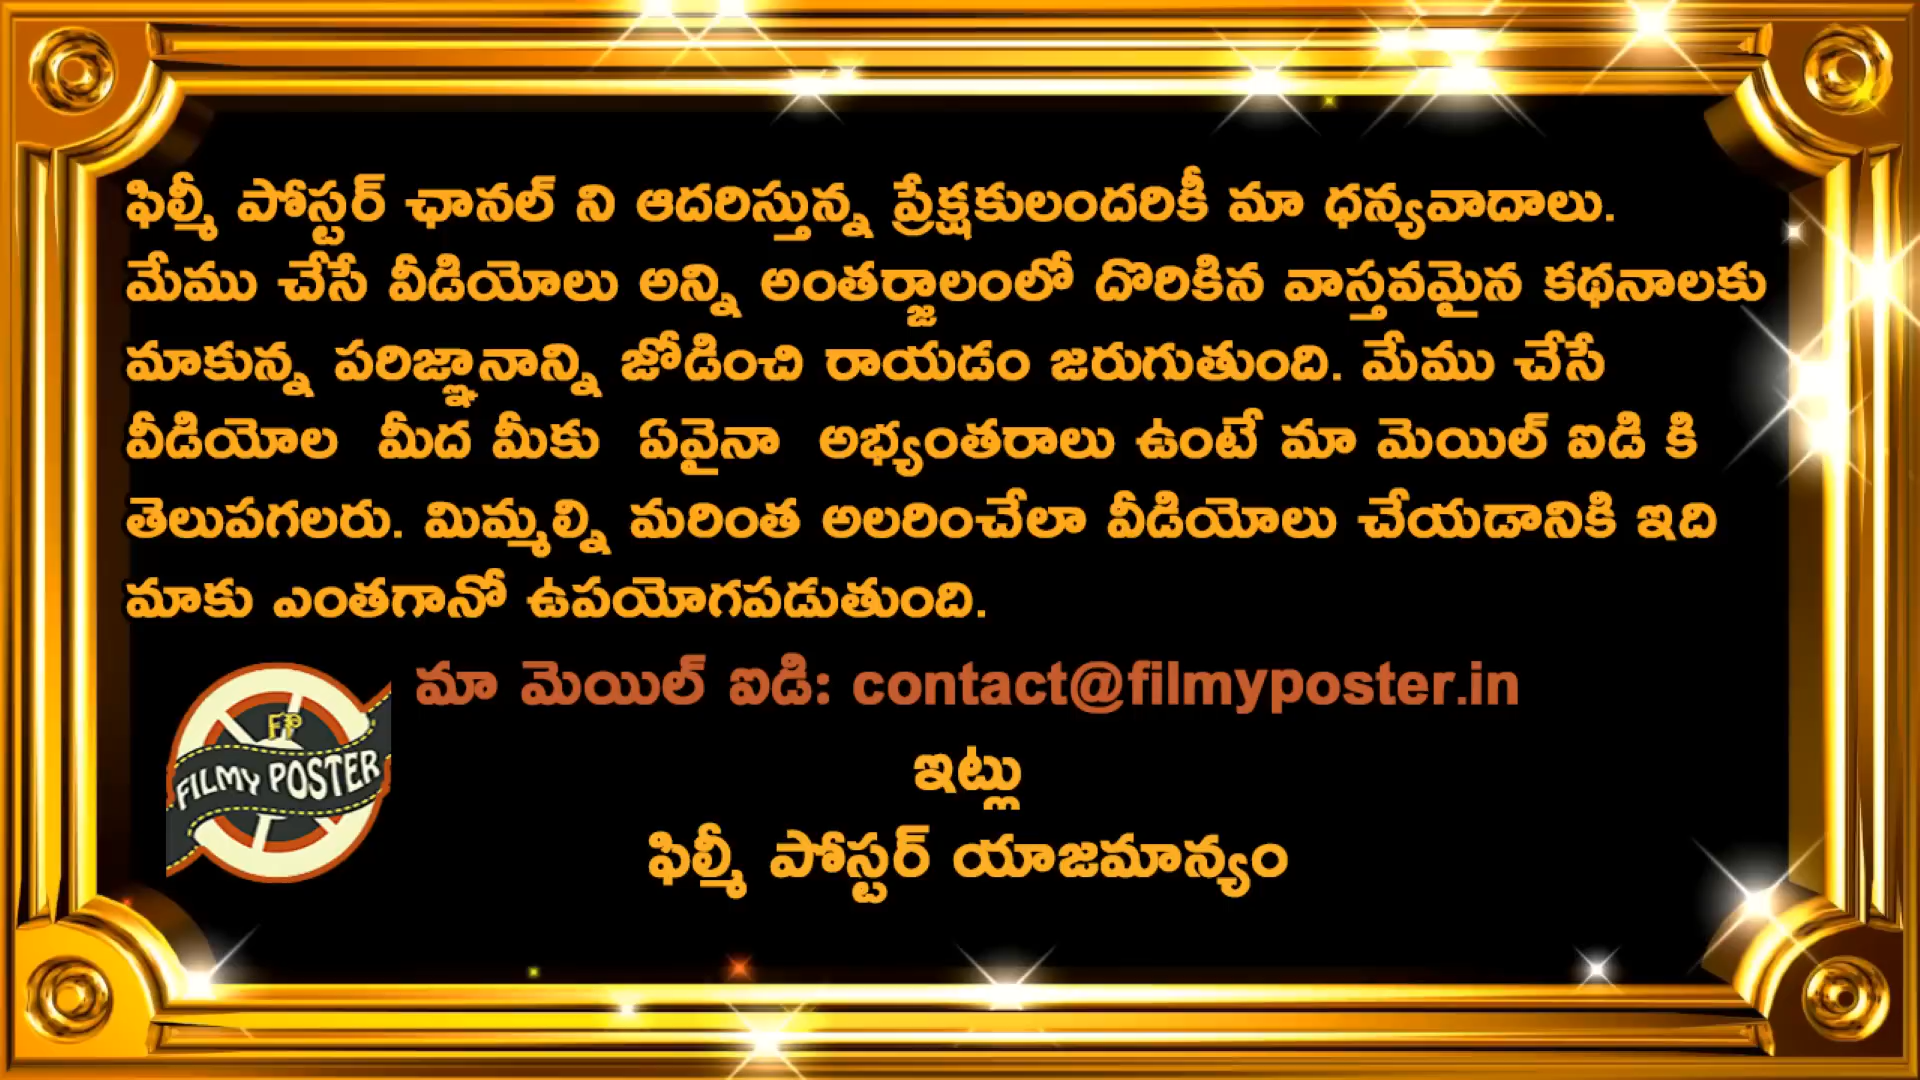 ఫిల్మీ పోస్టర్ ఛానల్ ని ఆదరిస్తున్న ప్రేక్షకులందరికీ మా ధన్యవాదాలు.
మేము చేసే వీడియోలు అన్ని అంతర్జాలంలో దొరికిన వాస్తవమైన కథనాలకు
మాకున్న పరిజ్ఞానాన్ని జోడించి రాయడం జరుగుతుంది. మేము చేసే
వీడియోల మీద మీకు ఏవైనా అభ్యంతరాలు ఉంటే మా మెయిల్ ఐడి కి
తెలుపగలరు. మిమ్మల్ని మరింత అలరించేలా వీడియోలు చేయడానికి ఇది
మాకు ఎంతగానో ఉపయోగపడుతుంది.
మా మెయిల్ ఐడి: contact@filmyposter.in
FP
FILMY POSTER
ఇట్లు
ఫిల్మీ పోస్టర్ యాజమాన్యం